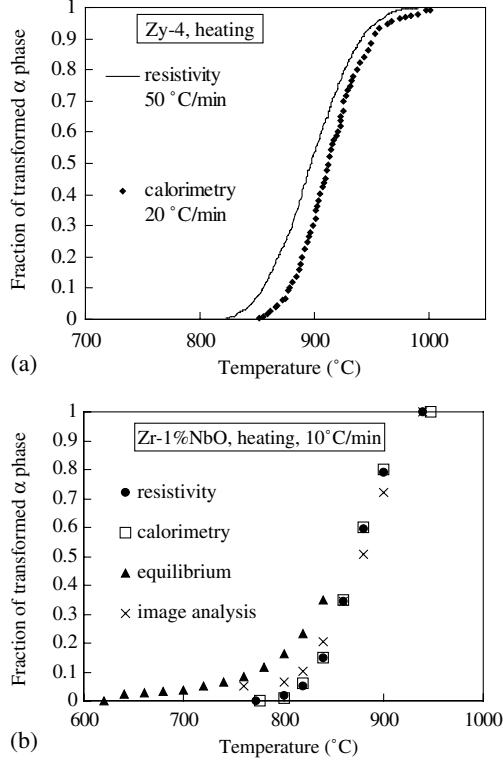 1
0.9
0.8
0.7
0.6
0.5
0.4
0.3
0.2
0.1
0
Fraction of transformed α phase
Zy-4, heating
resistivity
50 ˚C/min
calorimetry
20 ˚C/min
700 800 900 1000
Temperature (˚C)
(a)
1
0.9
0.8
0.7
0.6
0.5
0.4
0.3
0.2
0.1
0
Fraction of transformed α phase
Zr-1%NbO, heating, 10˚C/min
resistivity
calorimetry
equilibrium
image analysis
600 700 800 900 1000
Temperature (˚C)
(b)